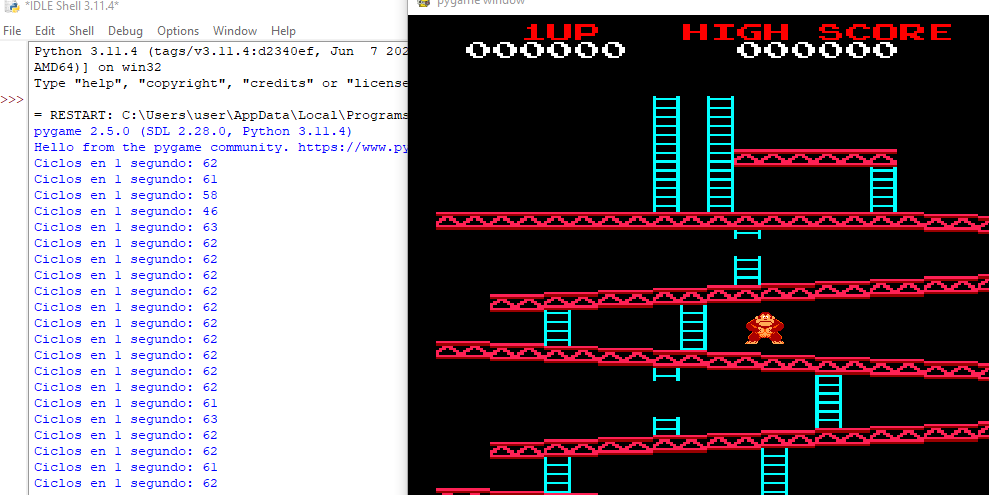 *IDLE Shell 3.11.4*
File Edit Shell Debug Options Window Help
Python 3.11.4 (tags/v3.11.4:d2340ef, Jun 7 202
AMD64)] on win32
Type "help", "copyright", "credits" or "license
>>>
= RESTART: C:\Users\user\AppData\Local\Programs
pygame 2.5.0 (SDL 2.28.0, Python 3.11.4)
Hello from the pygame community. https://www.py
Ciclos en 1 segundo: 62
Ciclos en 1 segundo: 61
Ciclos en 1 segundo: 58
Ciclos en 1 segundo: 46
Ciclos en 1 segundo: 63
Ciclos en 1 segundo: 62
Ciclos en 1 segundo: 62
Ciclos en 1 segundo: 62
Ciclos en 1 segundo: 62
Ciclos en 1 segundo: 62
Ciclos en 1 segundo: 62
Ciclos en 1 segundo: 62
Ciclos en 1 segundo: 62
Ciclos en 1 segundo: 62
Ciclos en 1 segundo: 62
Ciclos en 1 segundo: 61
Ciclos en 1 segundo: 63
Ciclos en 1 segundo: 62
Ciclos en 1 segundo: 62
Ciclos en 1 segundo: 61
Ciclos en 1 segundo: 62
pygame window
1UP HIGH SCORE
000000 000000